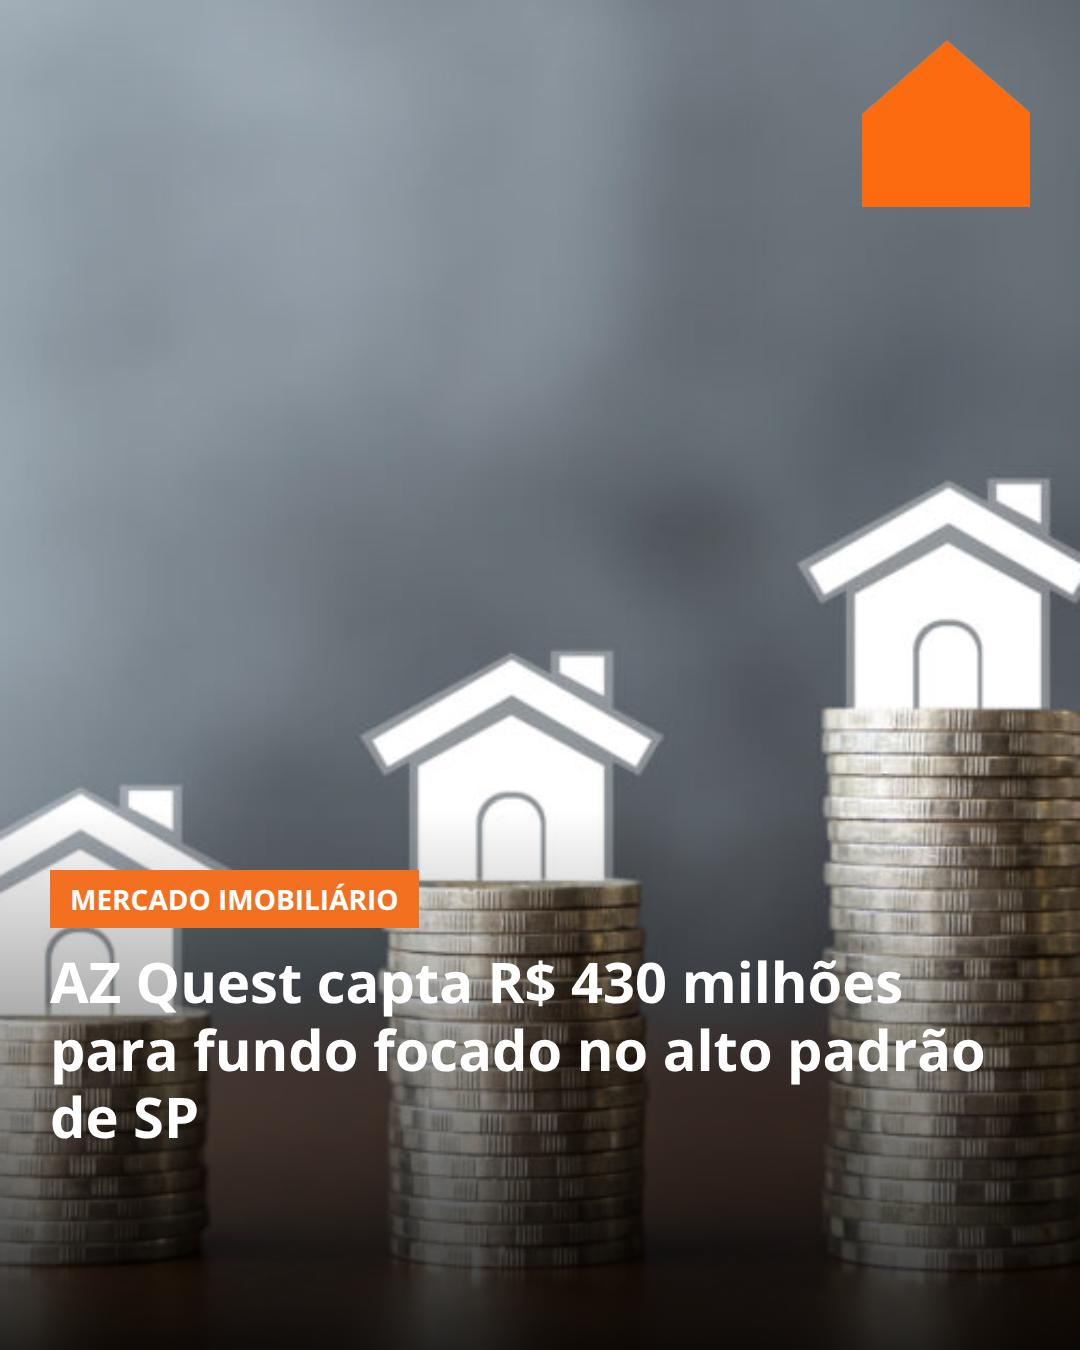 MERCADO IMOBILIÁRIO
AZ Quest capta R$ 430 milhões
para fundo focado no alto padrão
de SP